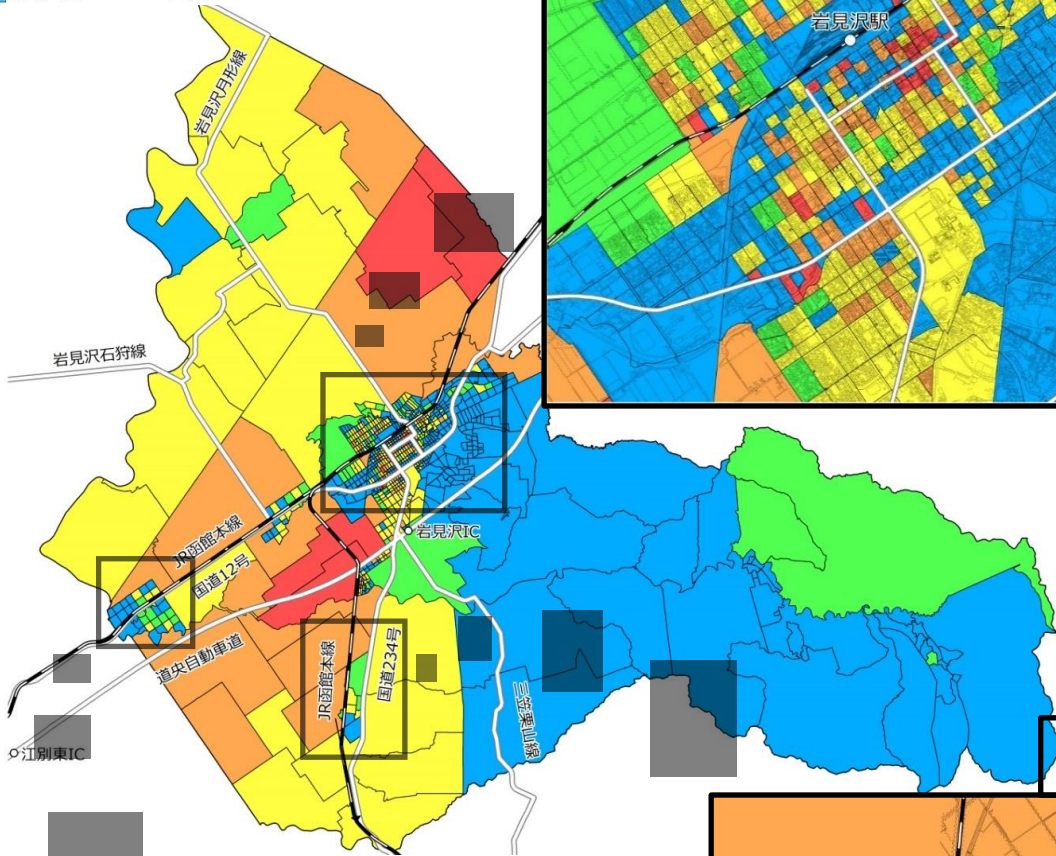 岩見沢駅
岩見沢月形線
岩見沢石狩線
岩見沢IC
JR函館本線
国道12号
道央自動車道
JR函館本線
国道234号
三笠栗山線
江別東IC